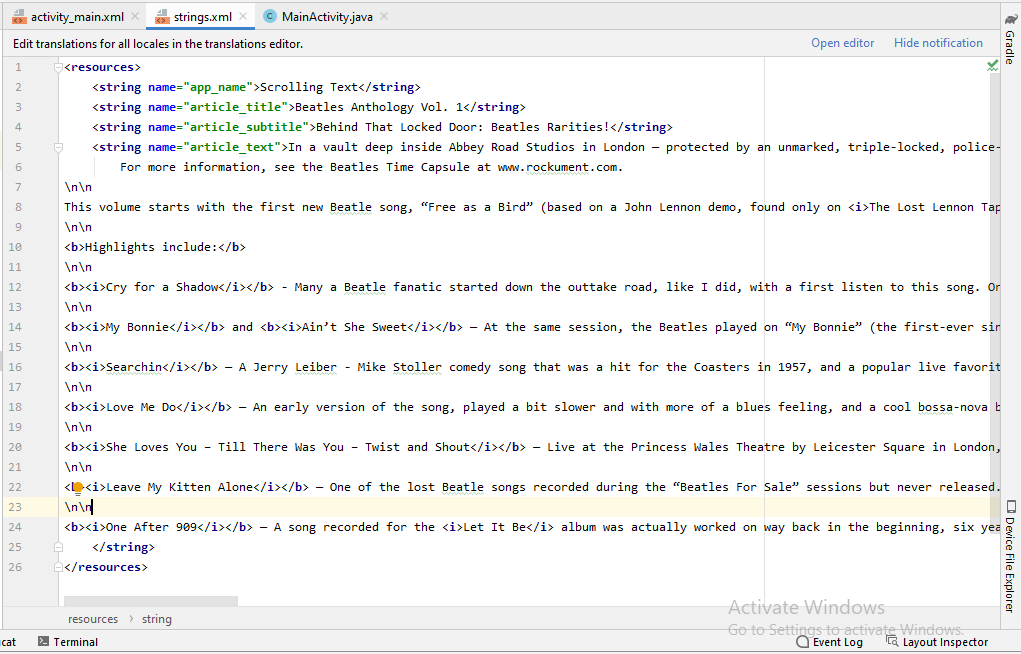 activity_main.xml strings.xml MainActivity.java
Edit translations for all locales in the translations editor. Open editor Hide notification
Gradle
1 <resources>
2 <string name="app_name">Scrolling Text</string>
3 <string name="article_title">Beatles Anthology Vol. 1</string>
4 <string name="article_subtitle">Behind That Locked Door: Beatles Rarities!</string>
5 <string name="article_text">In a vault deep inside Abbey Road Studios in London — protected by an unmarked, triple-locked, police-
6 For more information, see the Beatles Time Capsule at www.rockument.com.
7 \n\n
8 This volume starts with the first new Beatle song, “Free as a Bird” (based on a John Lennon demo, found only on <i>The Lost Lennon Tap
9 \n\n
10 <b>Highlights include:</b>
11 \n\n
12 <b><i>Cry for a Shadow</i></b> - Many a Beatle fanatic started down the outtake road, like I did, with a first listen to this song. Or
13 \n\n
14 <b><i>My Bonnie</i></b> and <b><i>Ain’t She Sweet</i></b> — At the same session, the Beatles played on “My Bonnie” (the first-ever sin
15 \n\n
16 <b><i>Searchin</i></b> — A Jerry Leiber - Mike Stoller comedy song that was a hit for the Coasters in 1957, and a popular live favorit
17 \n\n
18 <b><i>Love Me Do</i></b> — An early version of the song, played a bit slower and with more of a blues feeling, and a cool bossa-nova b
19 \n\n
20 <b><i>She Loves You – Till There Was You – Twist and Shout</i></b> — Live at the Princess Wales Theatre by Leicester Square in London,
21 \n\n
22 <b><i>Leave My Kitten Alone</i></b> — One of the lost Beatle songs recorded during the “Beatles For Sale” sessions but never released.
23 \n\n
24 <b><i>One After 909</i></b> — A song recorded for the <i>Let It Be</i> album was actually worked on way back in the beginning, six yea
25 </string>
26 </resources>
Device File Explorer
resources › string
Activate Windows
Go to Settings to activate Windows.
cat Terminal Event Log Layout Inspector